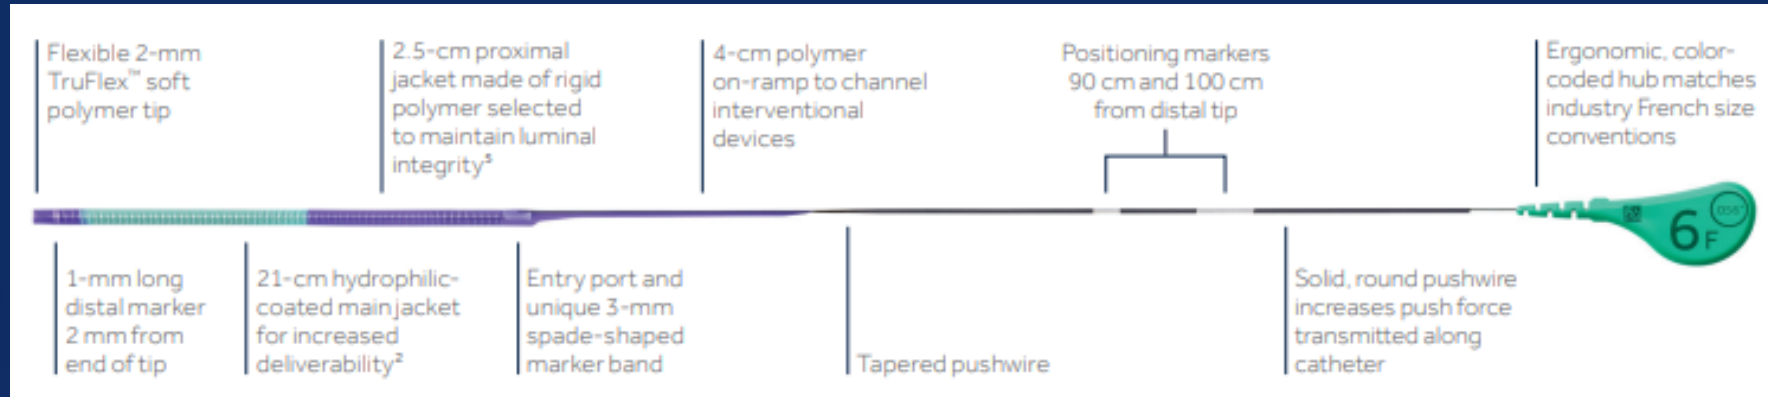 Flexible 2-mm
TruFlex™ soft
polymer tip
2.5-cm proximal
jacket made of rigid
polymer selected
to maintain luminal
integrity⁵
4-cm polymer
on-ramp to channel
interventional
devices
Positioning markers
90 cm and 100 cm
from distal tip
Ergonomic, color-
coded hub matches
industry French size
conventions
6F
1-mm long
distal marker
2 mm from
end of tip
21-cm hydrophilic-
coated main jacket
for increased
deliverability²
Entry port and
unique 3-mm
spade-shaped
marker band
Tapered pushwire
Solid, round pushwire
increases push force
transmitted along
catheter